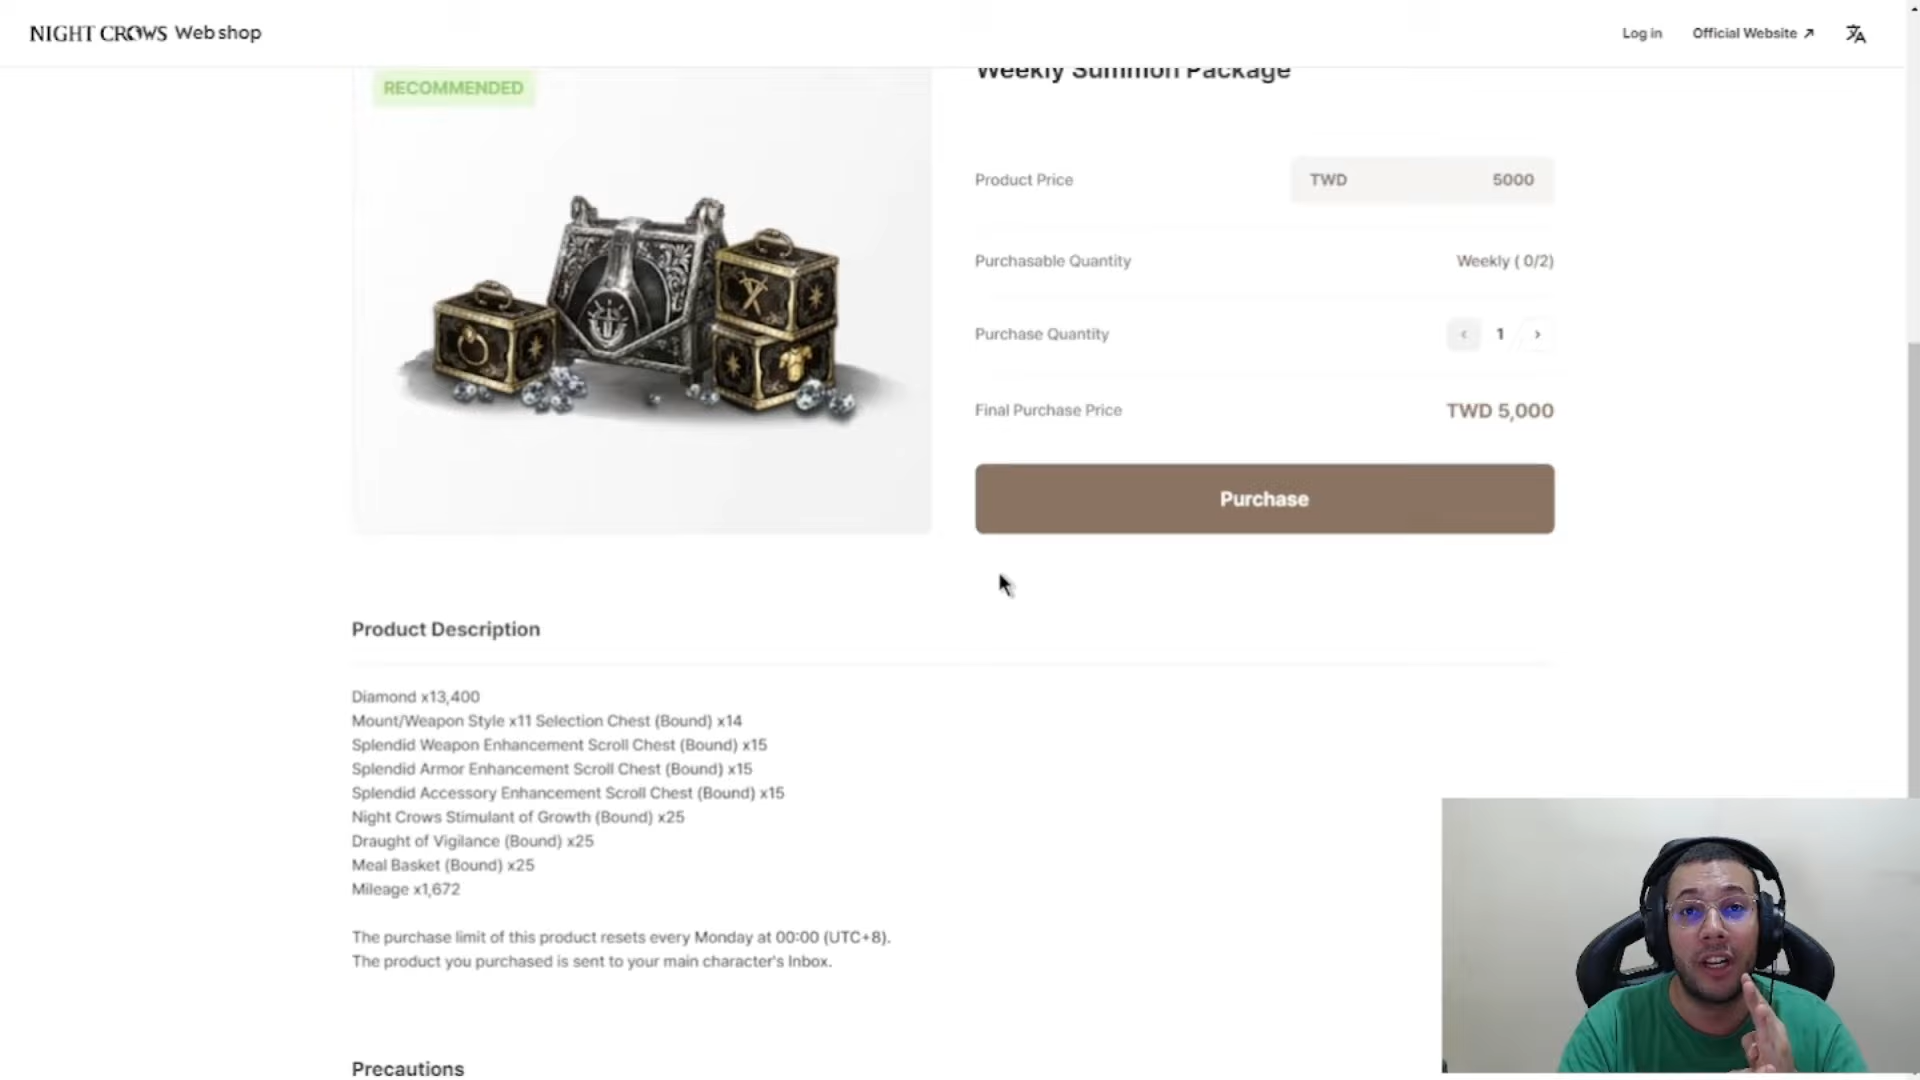 NIGHT CROWS Web shop
Log in
Official Website
RECOMMENDED
Weekly Summon Package
Product Price
TWD 5000
Purchasable Quantity
Weekly ( 0/2)
Purchase Quantity
1
Final Purchase Price
TWD 5,000
Purchase
Product Description
Diamond x13,400
Mount/Weapon Style x11 Selection Chest (Bound) x14
Splendid Weapon Enhancement Scroll Chest (Bound) x15
Splendid Armor Enhancement Scroll Chest (Bound) x15
Splendid Accessory Enhancement Scroll Chest (Bound) x15
Night Crows Stimulant of Growth (Bound) x25
Draught of Vigilance (Bound) x25
Meal Basket (Bound) x25
Mileage x1,672
The purchase limit of this product resets every Monday at 00:00 (UTC+8).
The product you purchased is sent to your main character's Inbox.
Precautions